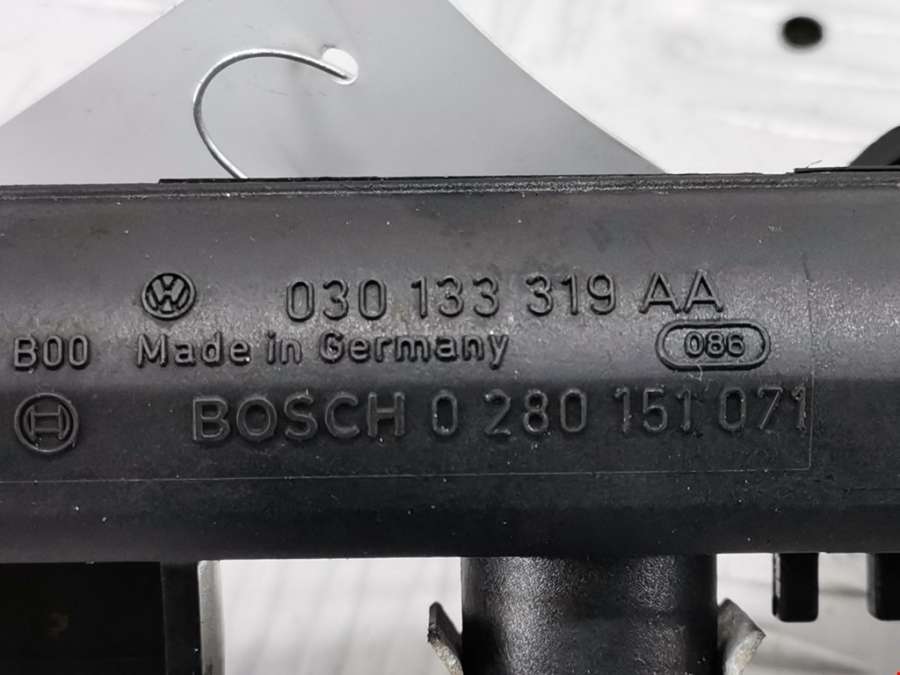 030 133 319 AA
B00 Made in Germany 086
BOSCH 0 280 151 071